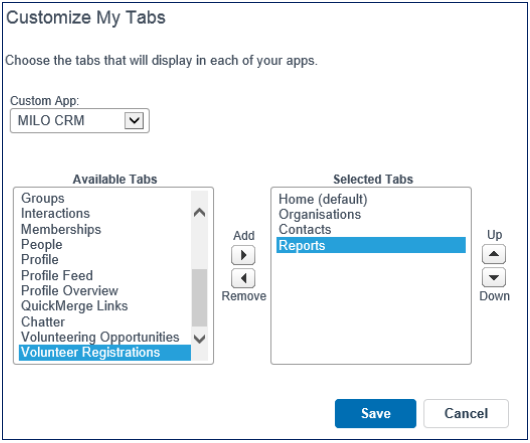 Customize My Tabs
Choose the tabs that will display in each of your apps.
Custom App:
MILO CRM
Available Tabs
Groups
Interactions
Memberships
People
Profile
Profile Feed
Profile Overview
QuickMerge Links
Chatter
Volunteering Opportunities
Volunteer Registrations
Add
Remove
Selected Tabs
Home (default)
Organisations
Contacts
Reports
Up
Down
Save
Cancel